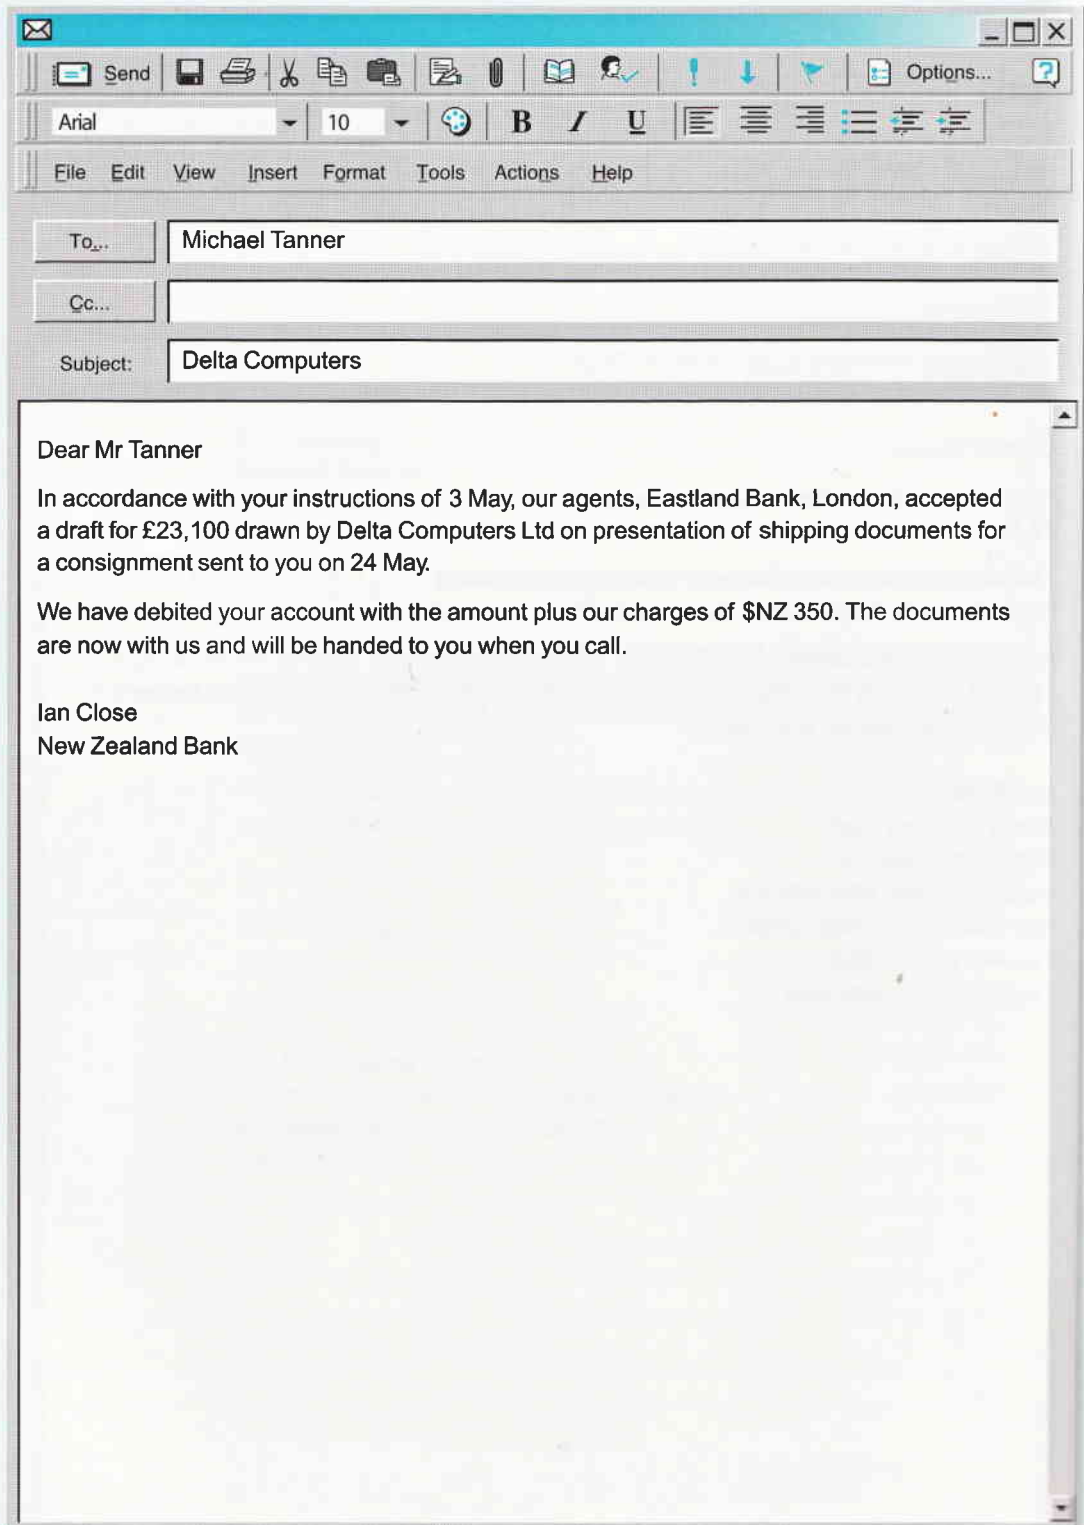 Send Options...
Arial 10 B I U
File Edit View Insert Format Tools Actions Help
To... Michael Tanner
Cc...
Subject: Delta Computers
Dear Mr Tanner
In accordance with your instructions of 3 May, our agents, Eastland Bank, London, accepted
a draft for £23,100 drawn by Delta Computers Ltd on presentation of shipping documents for
a consignment sent to you on 24 May.
We have debited your account with the amount plus our charges of $NZ 350. The documents
are now with us and will be handed to you when you call.
Ian Close
New Zealand Bank